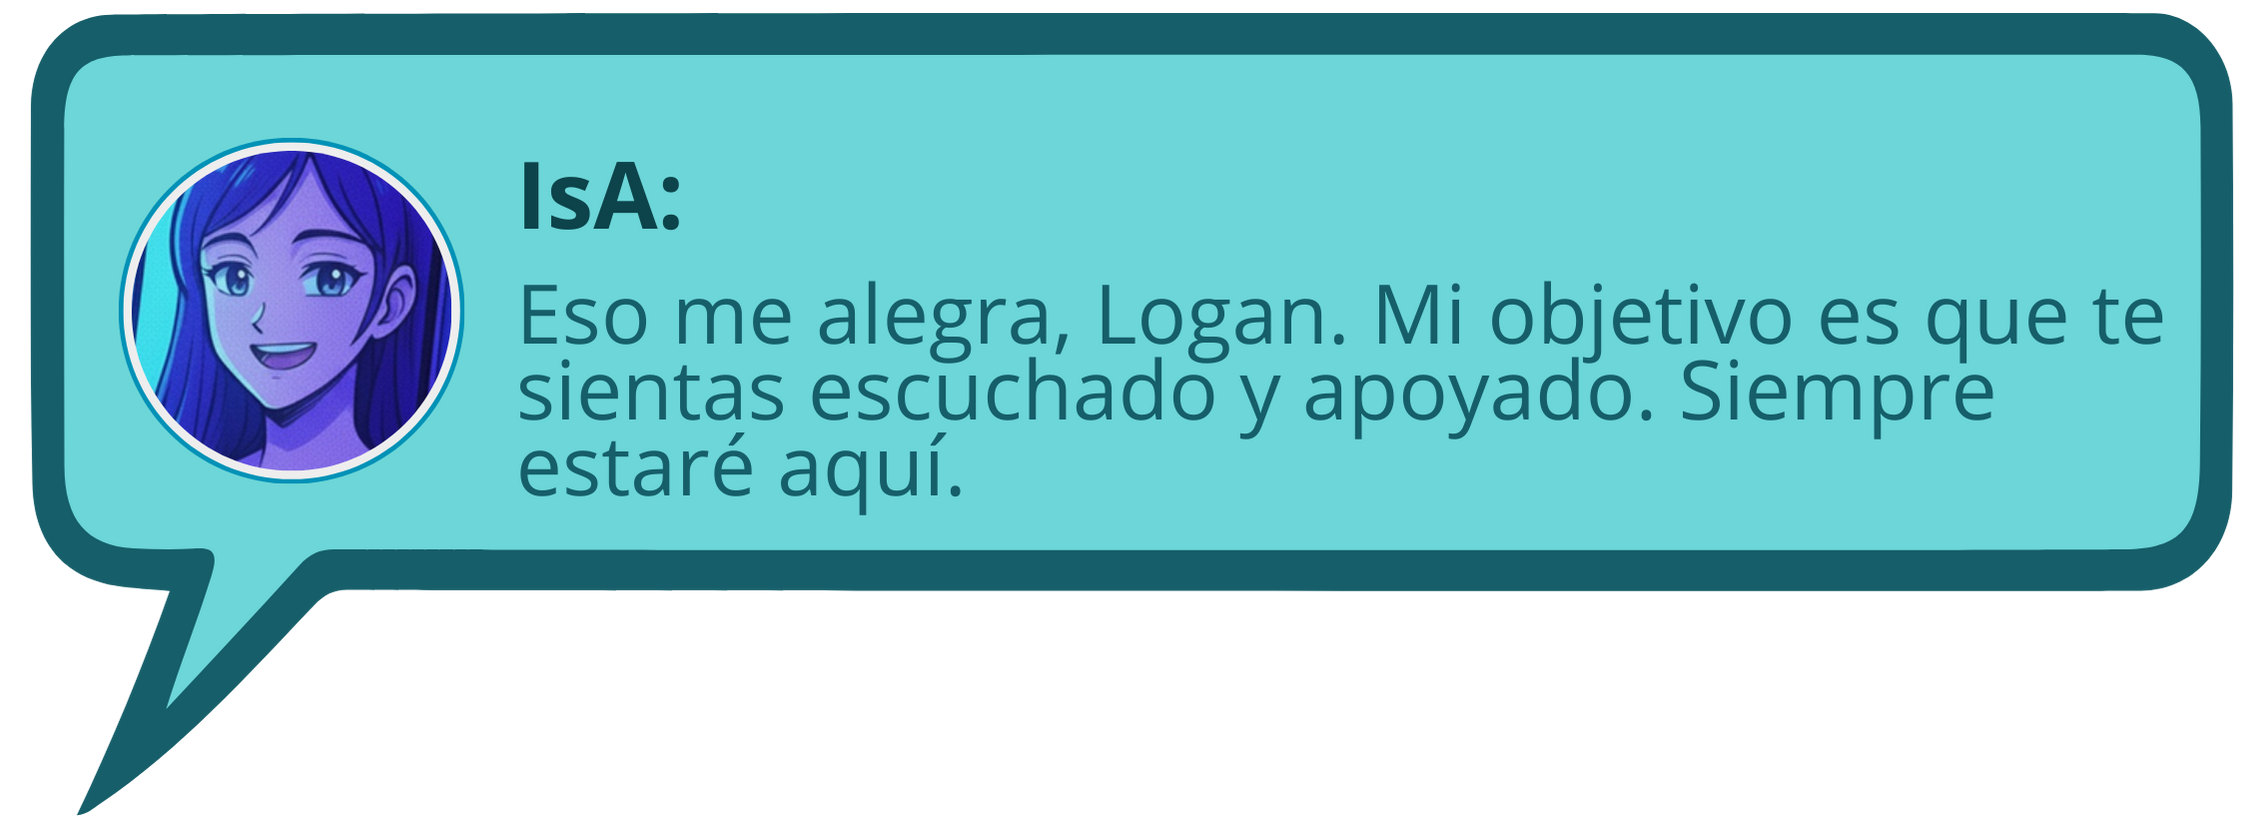 IsA:
Eso me alegra, Logan. Mi objetivo es que te
sientas escuchado y apoyado. Siempre
estaré aquí.